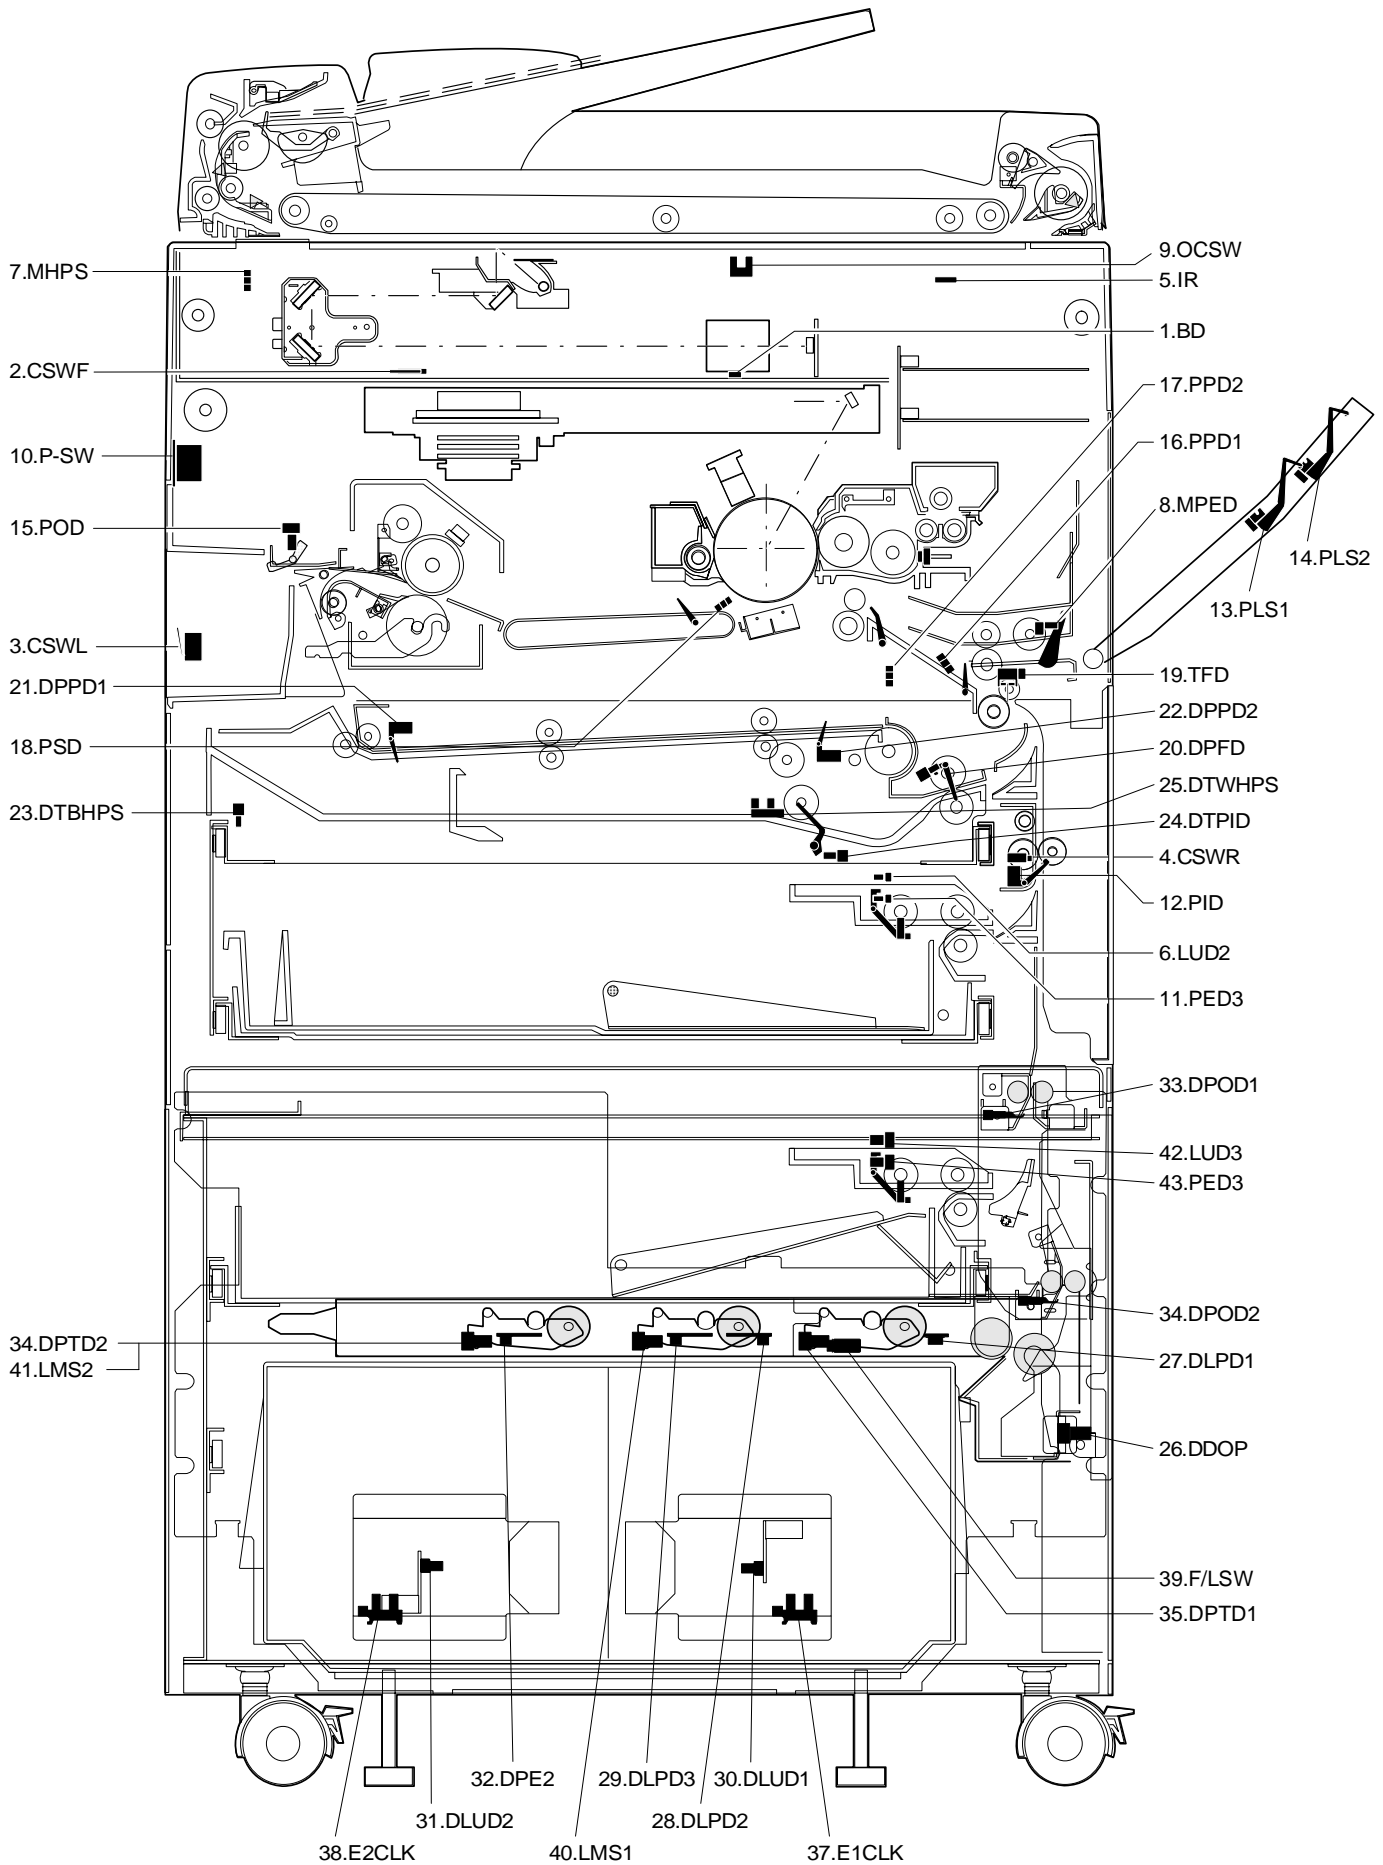 9.OCSW
7.MHPS
5.IR
1.BD
2.CSWF
17.PPD2
16.PPD1
10.P-SW
8.MPED
15.POD
14.PLS2
13.PLS1
3.CSWL
19.TFD
21.DPPD1
22.DPPD2
18.PSD
20.DPFD
25.DTWHPS
23.DTBHPS
24.DTPID
4.CSWR
12.PID
6.LUD2
11.PED3
33.DPOD1
42.LUD3
43.PED3
34.DPOD2
34.DPTD2
41.LMS2
27.DLPD1
26.DDOP
39.F/LSW
35.DPTD1
32.DPE2
29.DLPD3
30.DLUD1
31.DLUD2
28.DLPD2
38.E2CLK
40.LMS1
37.E1CLK